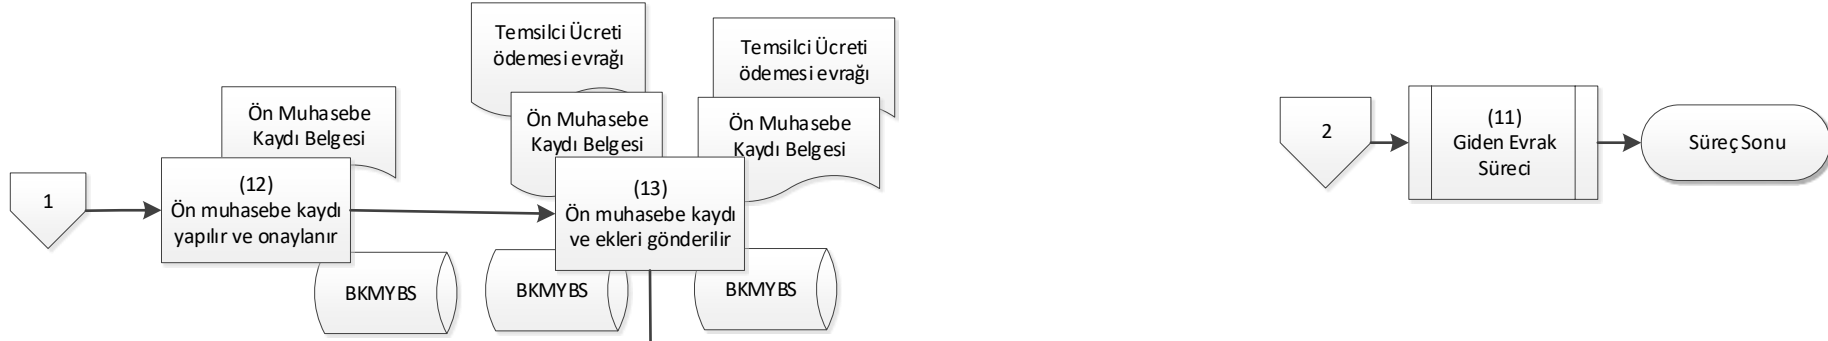 Temsilci Ücreti
ödemesi evrağı
Temsilci Ücreti
ödemesi evrağı
Ön Muhasebe
Kaydı Belgesi
Ön Muhasebe
Kaydı Belgesi
Ön Muhasebe
Kaydı Belgesi
1
(12)
Ön muhasebe kaydı
yapılır ve onaylanır
(13)
Ön muhasebe kaydı
ve ekleri gönderilir
BKMYBS
BKMYBS
BKMYBS
2
(11)
Giden Evrak
Süreci
Süreç Sonu